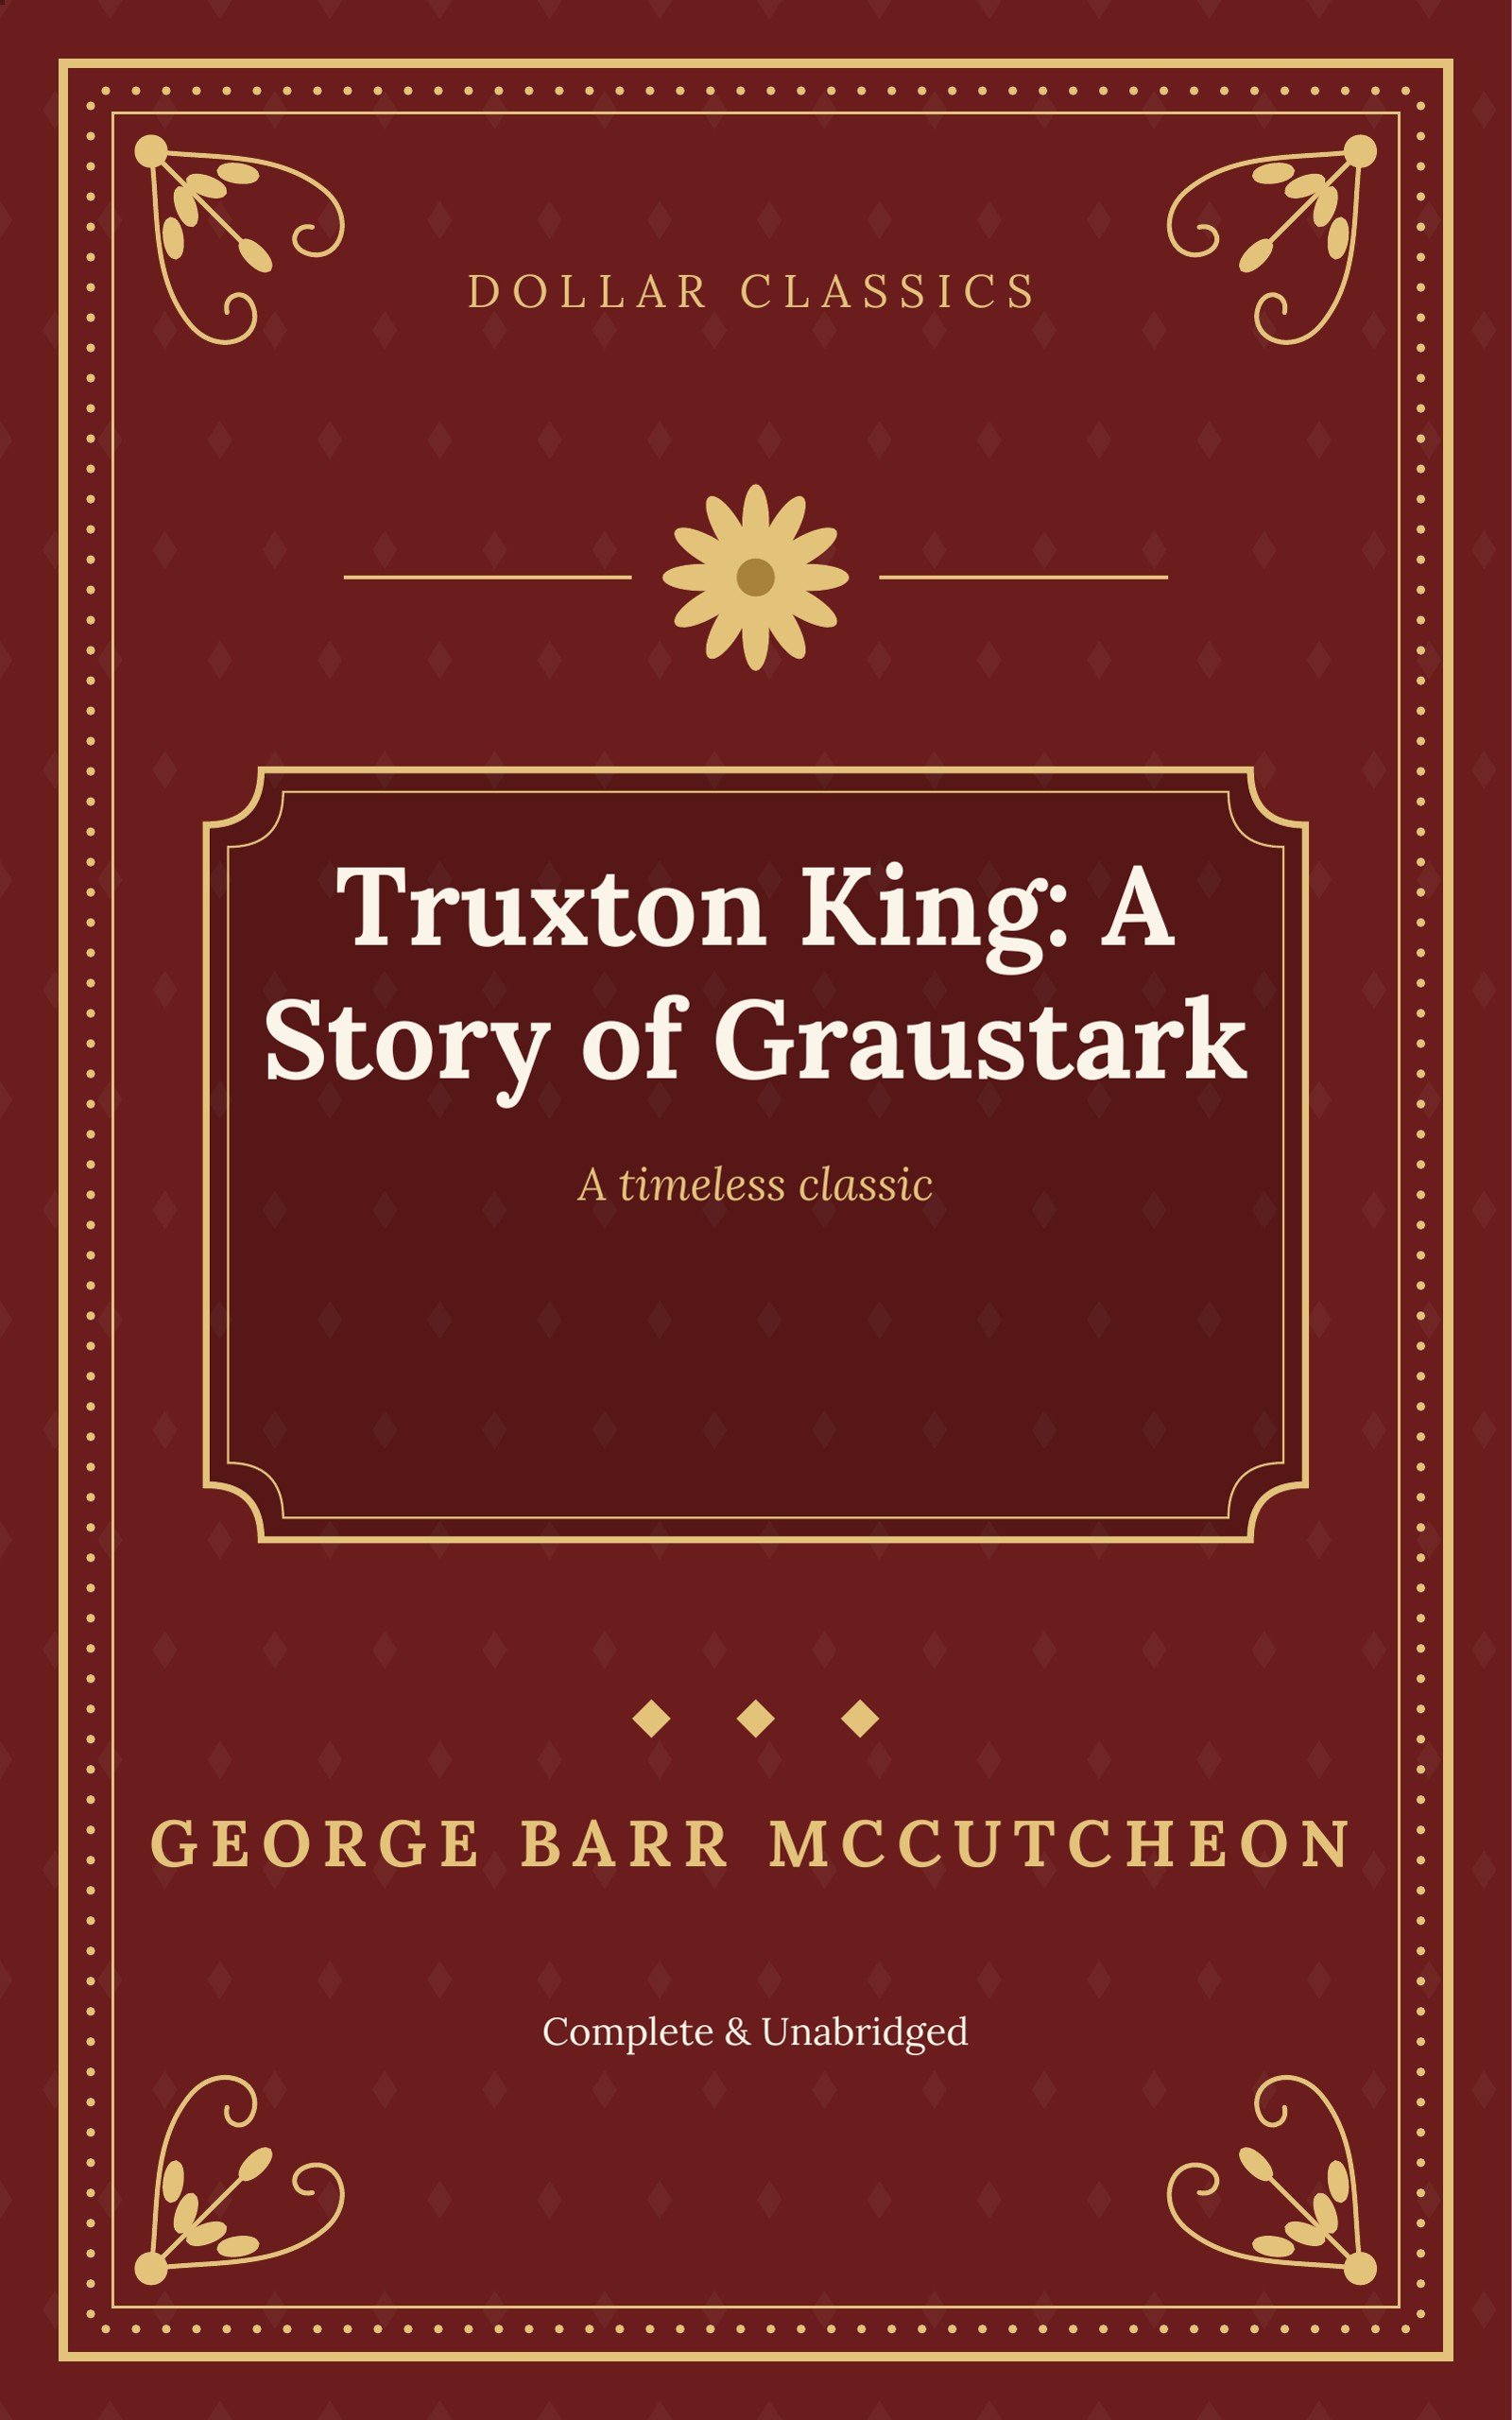 DOLLAR CLASSICS
Truxton King: A
Story of Graustark
A timeless classic
GEORGE BARR MCCUTCHEON
Complete & Unabridged